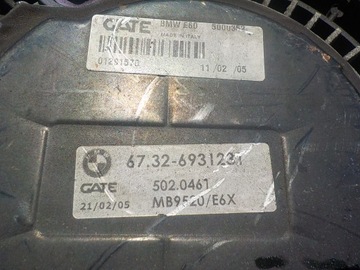 GATE BMW E60
MADE IN ITALY
01291570 11/02/05
67.32-6931231
GATE 502.0461
21/02/05 MB9520/E6X